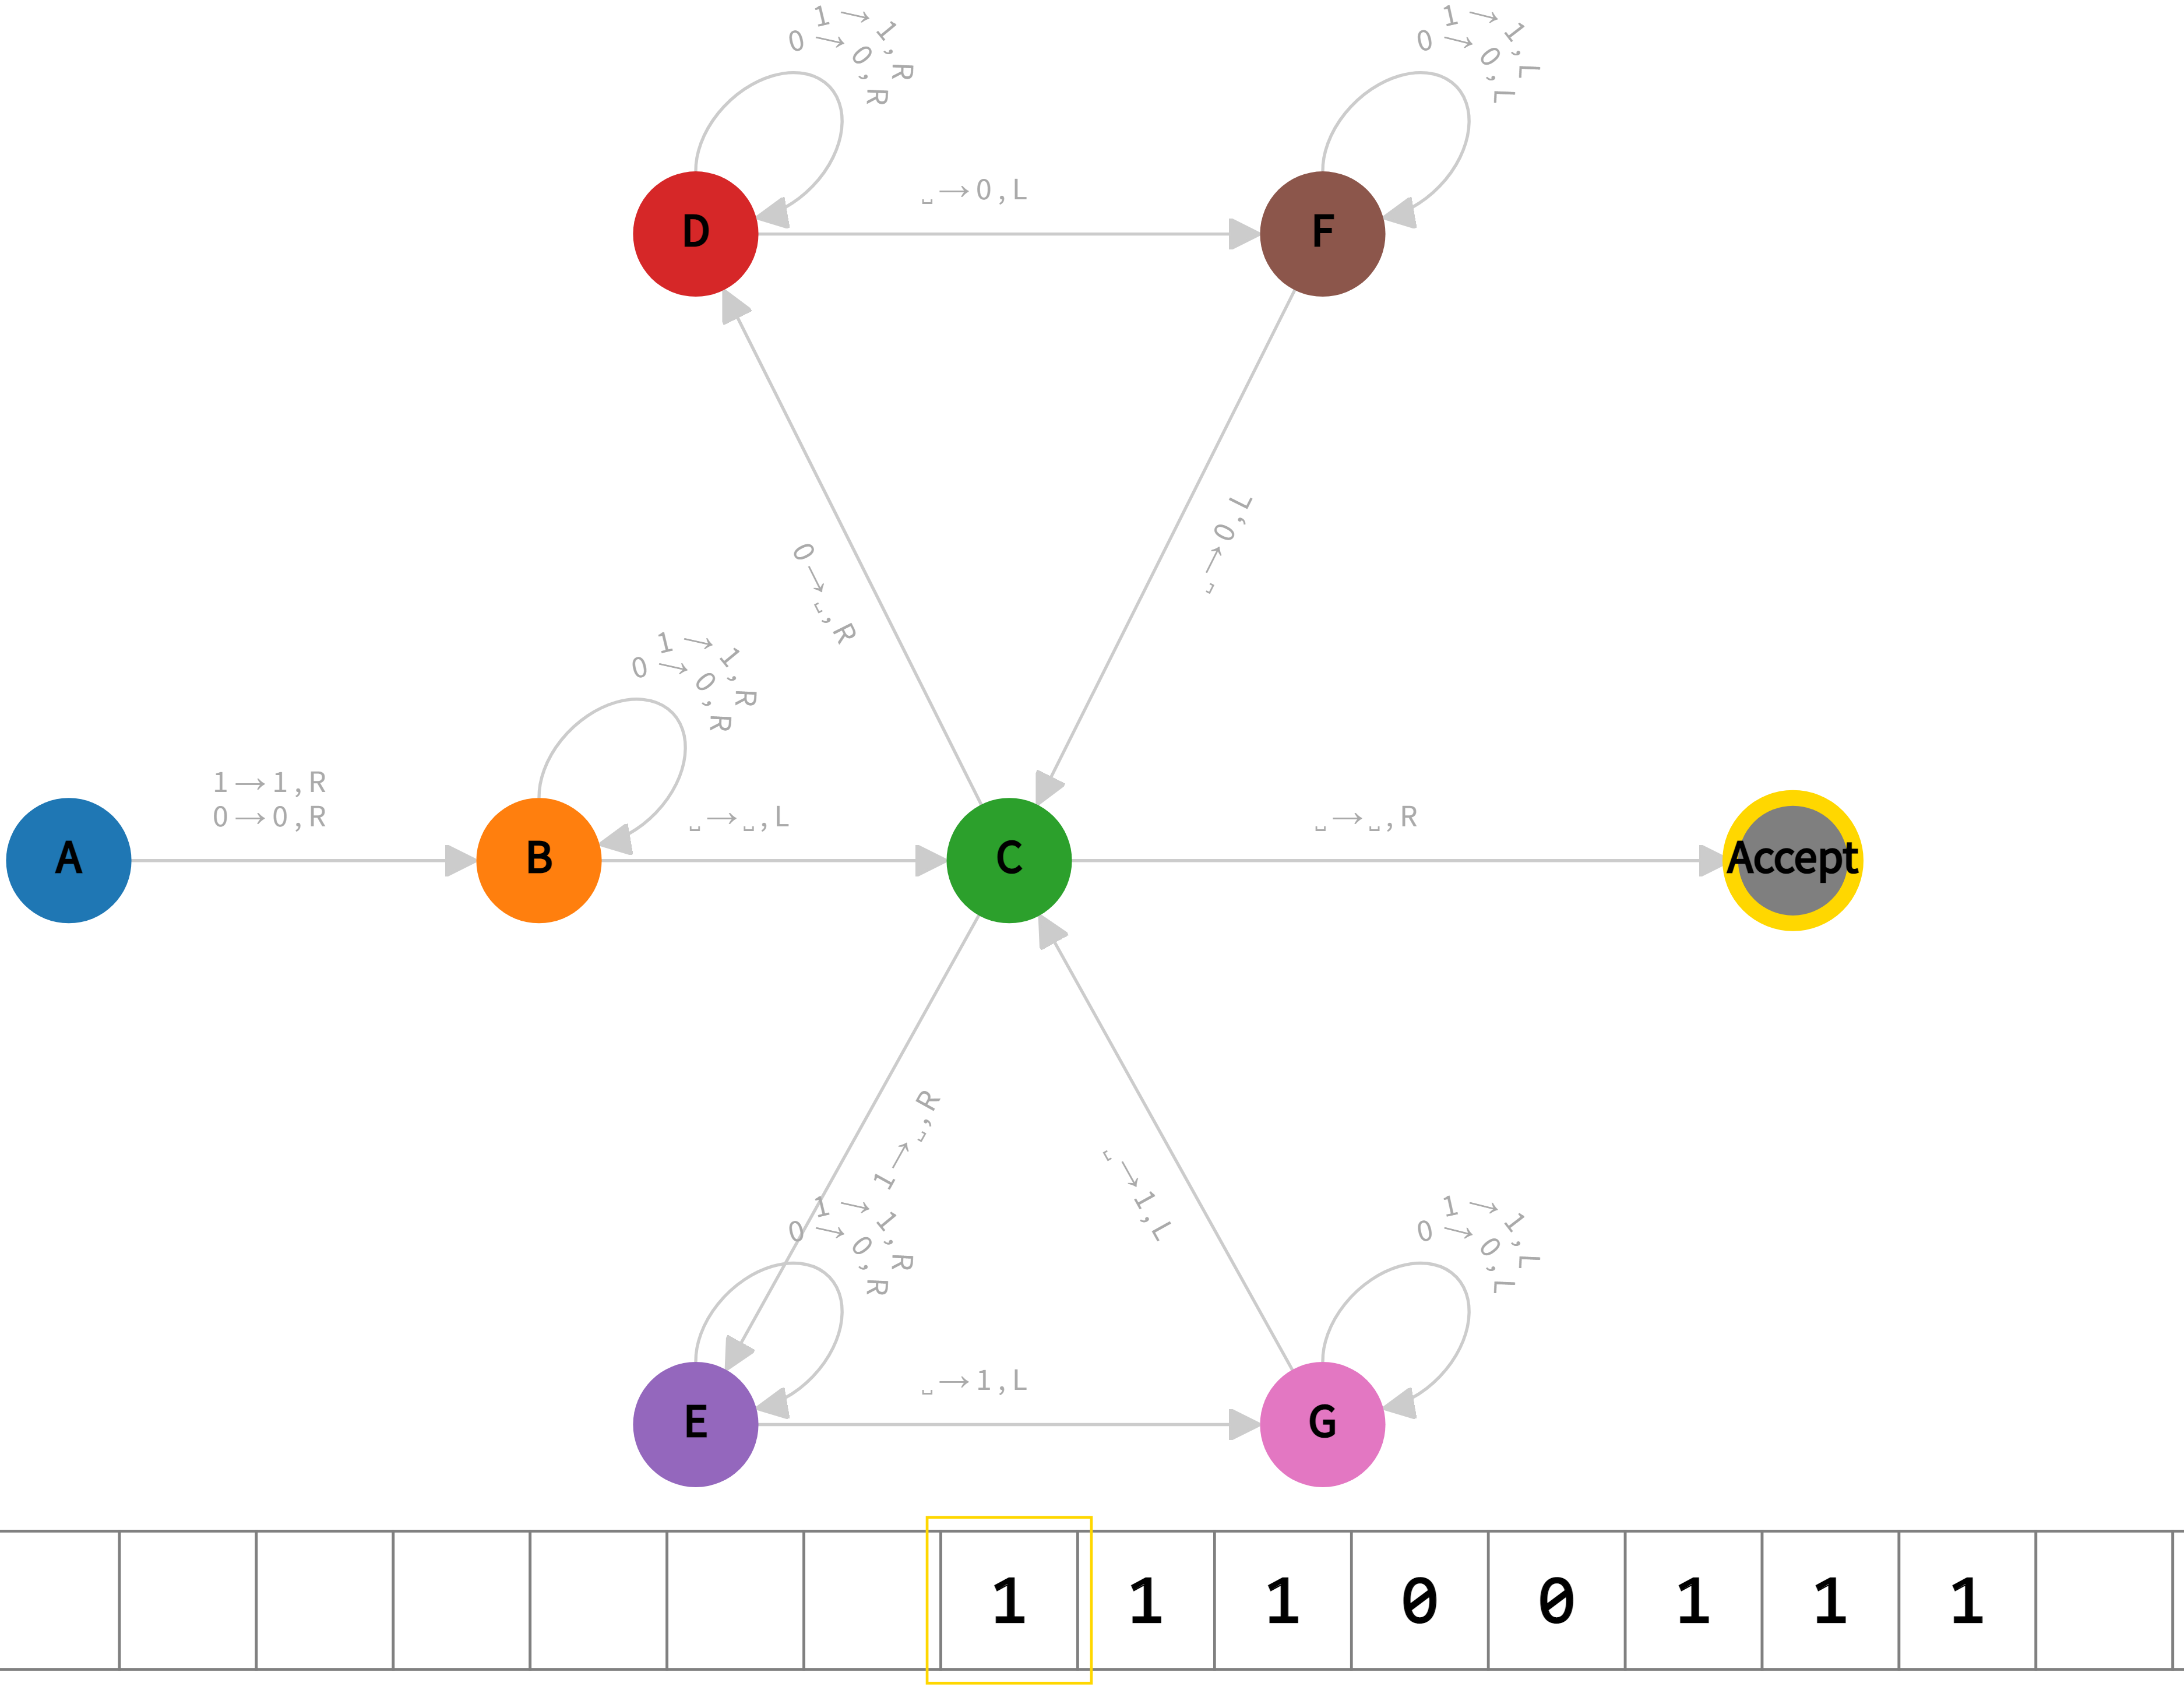 1→1,R
0→0,R
1→1,L
0→0,L
␣→0,L
D
F
0→␣,R
␣→0,L
1→1,R
0→0,R
1→1,R
0→0,R
␣→␣,L
␣→␣,R
A
B
C
Accept
1→␣,R
␣→1,L
1→1,R
0→0,R
1→1,L
0→0,L
␣→1,L
E
G
1 1 1 0 0 1 1 1